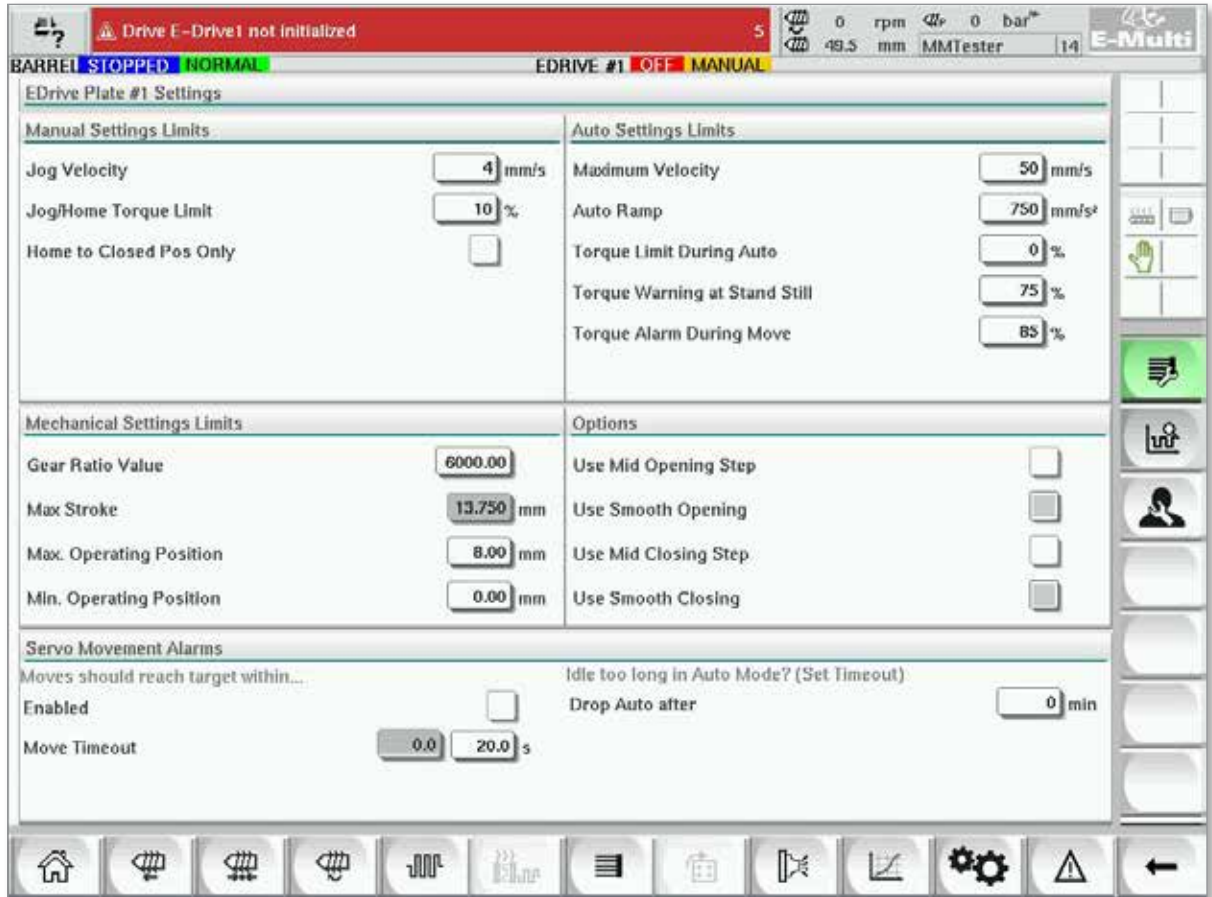 Drive E-Drive1 not initialized 5
0 rpm 0 bar
49.5 mm MMTester 14
E-Multi
BARREL STOPPED NORMAL EDRIVE #1 OFF MANUAL
EDrive Plate #1 Settings
Manual Settings Limits
Jog Velocity 4 mm/s
Jog/Home Torque Limit 10 %
Home to Closed Pos Only
Auto Settings Limits
Maximum Velocity 50 mm/s
Auto Ramp 750 mm/s²
Torque Limit During Auto 0 %
Torque Warning at Stand Still 75 %
Torque Alarm During Move 85 %
Mechanical Settings Limits
Gear Ratio Value 6000.00
Max Stroke 13.750 mm
Max. Operating Position 8.00 mm
Min. Operating Position 0.00 mm
Options
Use Mid Opening Step
Use Smooth Opening
Use Mid Closing Step
Use Smooth Closing
Servo Movement Alarms
Moves should reach target within...
Enabled
Move Timeout 0.0 20.0 s
Idle too long in Auto Mode? (Set Timeout)
Drop Auto after 0 min